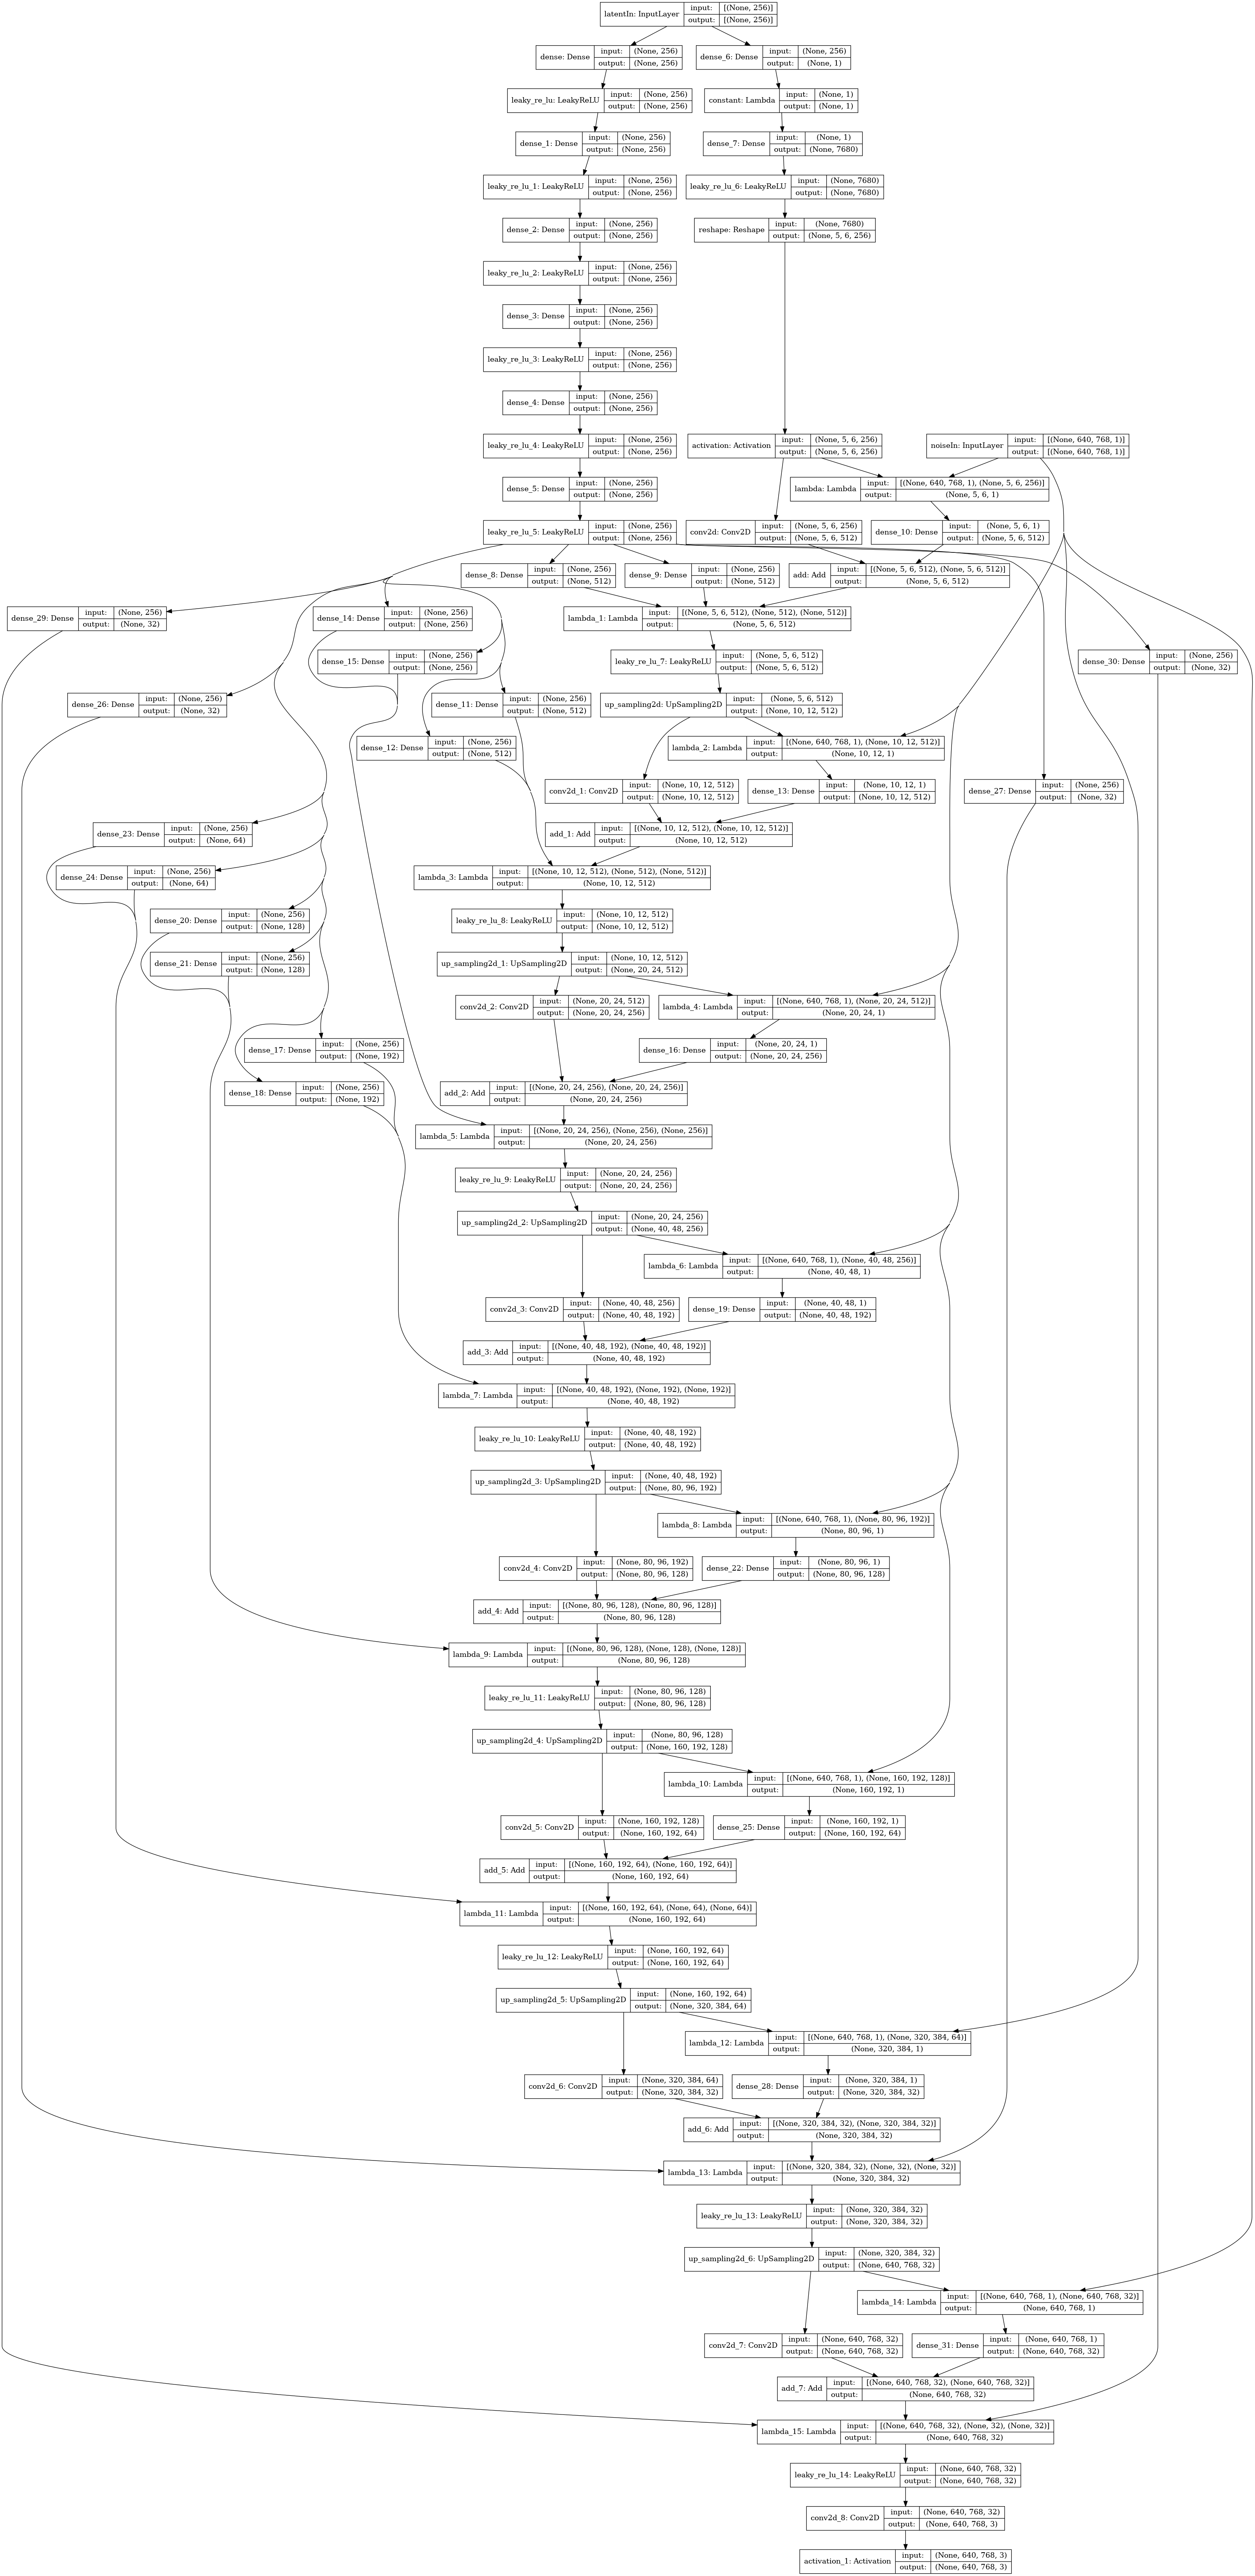 latentIn: InputLayer input: [(None, 256)]
output: [(None, 256)]
dense: Dense input: (None, 256)
output: (None, 256)
dense_6: Dense input: (None, 256)
output: (None, 1)
leaky_re_lu: LeakyReLU input: (None, 256)
output: (None, 256)
constant: Lambda input: (None, 1)
output: (None, 1)
dense_1: Dense input: (None, 256)
output: (None, 256)
dense_7: Dense input: (None, 1)
output: (None, 7680)
leaky_re_lu_1: LeakyReLU input: (None, 256)
output: (None, 256)
leaky_re_lu_6: LeakyReLU input: (None, 7680)
output: (None, 7680)
dense_2: Dense input: (None, 256)
output: (None, 256)
reshape: Reshape input: (None, 7680)
output: (None, 5, 6, 256)
leaky_re_lu_2: LeakyReLU input: (None, 256)
output: (None, 256)
dense_3: Dense input: (None, 256)
output: (None, 256)
leaky_re_lu_3: LeakyReLU input: (None, 256)
output: (None, 256)
dense_4: Dense input: (None, 256)
output: (None, 256)
leaky_re_lu_4: LeakyReLU input: (None, 256)
output: (None, 256)
activation: Activation input: (None, 5, 6, 256)
output: (None, 5, 6, 256)
noiseIn: InputLayer input: [(None, 640, 768, 1)]
output: [(None, 640, 768, 1)]
dense_5: Dense input: (None, 256)
output: (None, 256)
lambda: Lambda input: [(None, 640, 768, 1), (None, 5, 6, 256)]
output: (None, 5, 6, 1)
leaky_re_lu_5: LeakyReLU input: (None, 256)
output: (None, 256)
conv2d: Conv2D input: (None, 5, 6, 256)
output: (None, 5, 6, 512)
dense_10: Dense input: (None, 5, 6, 1)
output: (None, 5, 6, 512)
dense_8: Dense input: (None, 256)
output: (None, 512)
dense_9: Dense input: (None, 256)
output: (None, 512)
add: Add input: [(None, 5, 6, 512), (None, 5, 6, 512)]
output: (None, 5, 6, 512)
dense_29: Dense input: (None, 256)
output: (None, 32)
dense_14: Dense input: (None, 256)
output: (None, 256)
lambda_1: Lambda input: [(None, 5, 6, 512), (None, 512), (None, 512)]
output: (None, 5, 6, 512)
dense_15: Dense input: (None, 256)
output: (None, 256)
leaky_re_lu_7: LeakyReLU input: (None, 5, 6, 512)
output: (None, 5, 6, 512)
dense_30: Dense input: (None, 256)
output: (None, 32)
dense_26: Dense input: (None, 256)
output: (None, 32)
dense_11: Dense input: (None, 256)
output: (None, 512)
up_sampling2d: UpSampling2D input: (None, 5, 6, 512)
output: (None, 10, 12, 512)
dense_12: Dense input: (None, 256)
output: (None, 512)
lambda_2: Lambda input: [(None, 640, 768, 1), (None, 10, 12, 512)]
output: (None, 10, 12, 1)
conv2d_1: Conv2D input: (None, 10, 12, 512)
output: (None, 10, 12, 512)
dense_13: Dense input: (None, 10, 12, 1)
output: (None, 10, 12, 512)
dense_27: Dense input: (None, 256)
output: (None, 32)
dense_23: Dense input: (None, 256)
output: (None, 64)
add_1: Add input: [(None, 10, 12, 512), (None, 10, 12, 512)]
output: (None, 10, 12, 512)
dense_24: Dense input: (None, 256)
output: (None, 64)
lambda_3: Lambda input: [(None, 10, 12, 512), (None, 512), (None, 512)]
output: (None, 10, 12, 512)
dense_20: Dense input: (None, 256)
output: (None, 128)
leaky_re_lu_8: LeakyReLU input: (None, 10, 12, 512)
output: (None, 10, 12, 512)
dense_21: Dense input: (None, 256)
output: (None, 128)
up_sampling2d_1: UpSampling2D input: (None, 10, 12, 512)
output: (None, 20, 24, 512)
conv2d_2: Conv2D input: (None, 20, 24, 512)
output: (None, 20, 24, 256)
lambda_4: Lambda input: [(None, 640, 768, 1), (None, 20, 24, 512)]
output: (None, 20, 24, 1)
dense_17: Dense input: (None, 256)
output: (None, 192)
dense_16: Dense input: (None, 20, 24, 1)
output: (None, 20, 24, 256)
dense_18: Dense input: (None, 256)
output: (None, 192)
add_2: Add input: [(None, 20, 24, 256), (None, 20, 24, 256)]
output: (None, 20, 24, 256)
lambda_5: Lambda input: [(None, 20, 24, 256), (None, 256), (None, 256)]
output: (None, 20, 24, 256)
leaky_re_lu_9: LeakyReLU input: (None, 20, 24, 256)
output: (None, 20, 24, 256)
up_sampling2d_2: UpSampling2D input: (None, 20, 24, 256)
output: (None, 40, 48, 256)
lambda_6: Lambda input: [(None, 640, 768, 1), (None, 40, 48, 256)]
output: (None, 40, 48, 1)
conv2d_3: Conv2D input: (None, 40, 48, 256)
output: (None, 40, 48, 192)
dense_19: Dense input: (None, 40, 48, 1)
output: (None, 40, 48, 192)
add_3: Add input: [(None, 40, 48, 192), (None, 40, 48, 192)]
output: (None, 40, 48, 192)
lambda_7: Lambda input: [(None, 40, 48, 192), (None, 192), (None, 192)]
output: (None, 40, 48, 192)
leaky_re_lu_10: LeakyReLU input: (None, 40, 48, 192)
output: (None, 40, 48, 192)
up_sampling2d_3: UpSampling2D input: (None, 40, 48, 192)
output: (None, 80, 96, 192)
lambda_8: Lambda input: [(None, 640, 768, 1), (None, 80, 96, 192)]
output: (None, 80, 96, 1)
conv2d_4: Conv2D input: (None, 80, 96, 192)
output: (None, 80, 96, 128)
dense_22: Dense input: (None, 80, 96, 1)
output: (None, 80, 96, 128)
add_4: Add input: [(None, 80, 96, 128), (None, 80, 96, 128)]
output: (None, 80, 96, 128)
lambda_9: Lambda input: [(None, 80, 96, 128), (None, 128), (None, 128)]
output: (None, 80, 96, 128)
leaky_re_lu_11: LeakyReLU input: (None, 80, 96, 128)
output: (None, 80, 96, 128)
up_sampling2d_4: UpSampling2D input: (None, 80, 96, 128)
output: (None, 160, 192, 128)
lambda_10: Lambda input: [(None, 640, 768, 1), (None, 160, 192, 128)]
output: (None, 160, 192, 1)
conv2d_5: Conv2D input: (None, 160, 192, 128)
output: (None, 160, 192, 64)
dense_25: Dense input: (None, 160, 192, 1)
output: (None, 160, 192, 64)
add_5: Add input: [(None, 160, 192, 64), (None, 160, 192, 64)]
output: (None, 160, 192, 64)
lambda_11: Lambda input: [(None, 160, 192, 64), (None, 64), (None, 64)]
output: (None, 160, 192, 64)
leaky_re_lu_12: LeakyReLU input: (None, 160, 192, 64)
output: (None, 160, 192, 64)
up_sampling2d_5: UpSampling2D input: (None, 160, 192, 64)
output: (None, 320, 384, 64)
lambda_12: Lambda input: [(None, 640, 768, 1), (None, 320, 384, 64)]
output: (None, 320, 384, 1)
conv2d_6: Conv2D input: (None, 320, 384, 64)
output: (None, 320, 384, 32)
dense_28: Dense input: (None, 320, 384, 1)
output: (None, 320, 384, 32)
add_6: Add input: [(None, 320, 384, 32), (None, 320, 384, 32)]
output: (None, 320, 384, 32)
lambda_13: Lambda input: [(None, 320, 384, 32), (None, 32), (None, 32)]
output: (None, 320, 384, 32)
leaky_re_lu_13: LeakyReLU input: (None, 320, 384, 32)
output: (None, 320, 384, 32)
up_sampling2d_6: UpSampling2D input: (None, 320, 384, 32)
output: (None, 640, 768, 32)
lambda_14: Lambda input: [(None, 640, 768, 1), (None, 640, 768, 32)]
output: (None, 640, 768, 1)
conv2d_7: Conv2D input: (None, 640, 768, 32)
output: (None, 640, 768, 32)
dense_31: Dense input: (None, 640, 768, 1)
output: (None, 640, 768, 32)
add_7: Add input: [(None, 640, 768, 32), (None, 640, 768, 32)]
output: (None, 640, 768, 32)
lambda_15: Lambda input: [(None, 640, 768, 32), (None, 32), (None, 32)]
output: (None, 640, 768, 32)
leaky_re_lu_14: LeakyReLU input: (None, 640, 768, 32)
output: (None, 640, 768, 32)
conv2d_8: Conv2D input: (None, 640, 768, 32)
output: (None, 640, 768, 3)
activation_1: Activation input: (None, 640, 768, 3)
output: (None, 640, 768, 3)